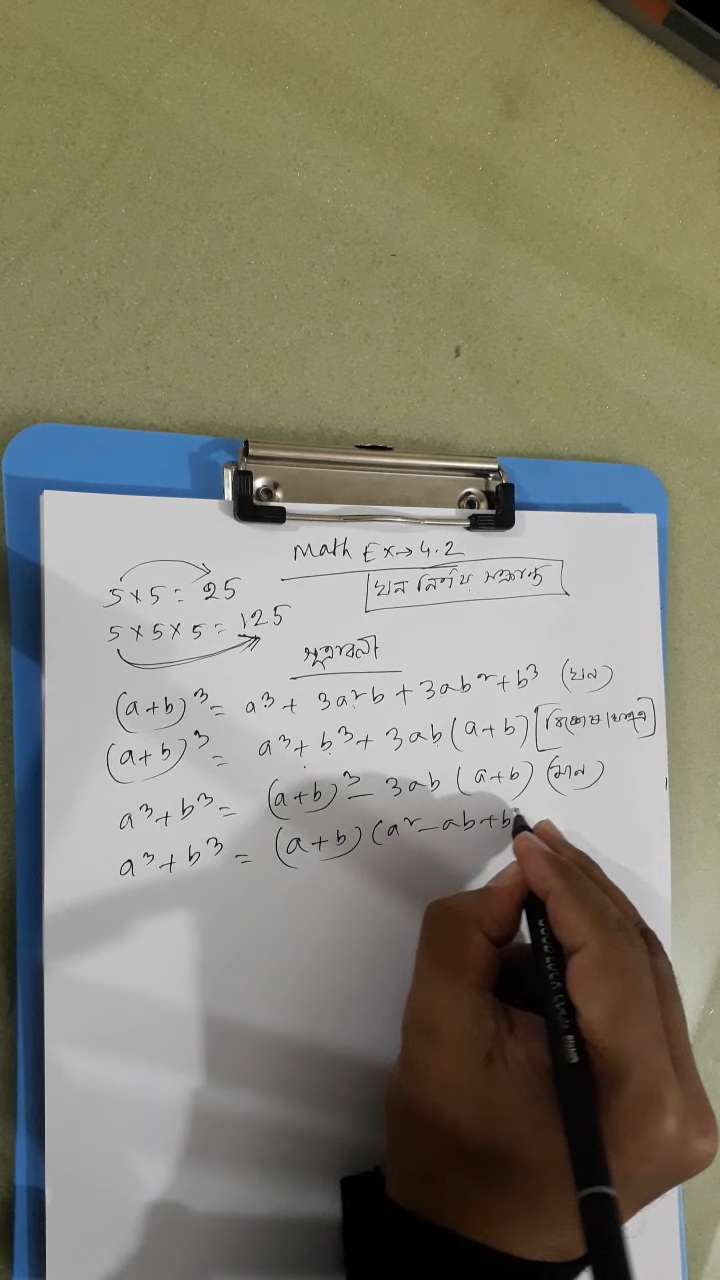 Math Ex→4.2
ঘন নির্ণয় সংক্রান্ত
5×5 = 25
5×5×5 = 125
সূত্রাবলী
(a+b)³ = a³ + 3a²b + 3ab² + b³ (ঘন)
(a+b)³ = a³ + b³ + 3ab (a+b)
a³+b³ = (a+b)³ − 3ab (a+b) (মান)
a³+b³ = (a+b) (a²−ab+b